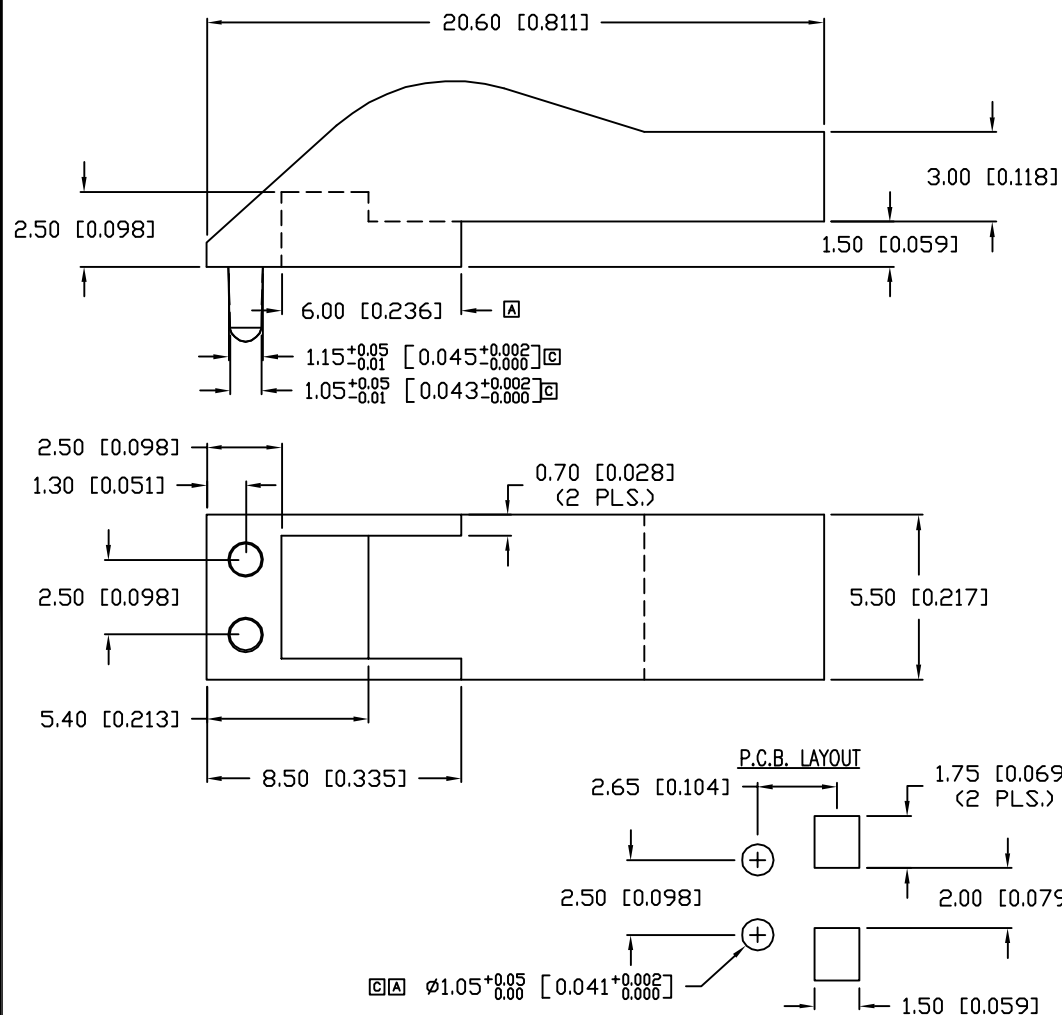 20.60 [0.811]
3.00 [0.118]
2.50 [0.098]
1.50 [0.059]
6.00 [0.236] A
1.15+0.05 -0.01 [0.045+0.002 -0.000] C
1.05+0.05 -0.01 [0.043+0.002 -0.000] C
2.50 [0.098]
1.30 [0.051]
0.70 [0.028]
(2 PLS.)
2.50 [0.098]
5.50 [0.217]
5.40 [0.213]
8.50 [0.335]
P.C.B. LAYOUT
2.65 [0.104]
1.75 [0.069
(2 PLS.)
2.50 [0.098]
2.00 [0.079
C A Ø1.05+0.05 0.00 [0.041+0.002 0.000]
1.50 [0.059]